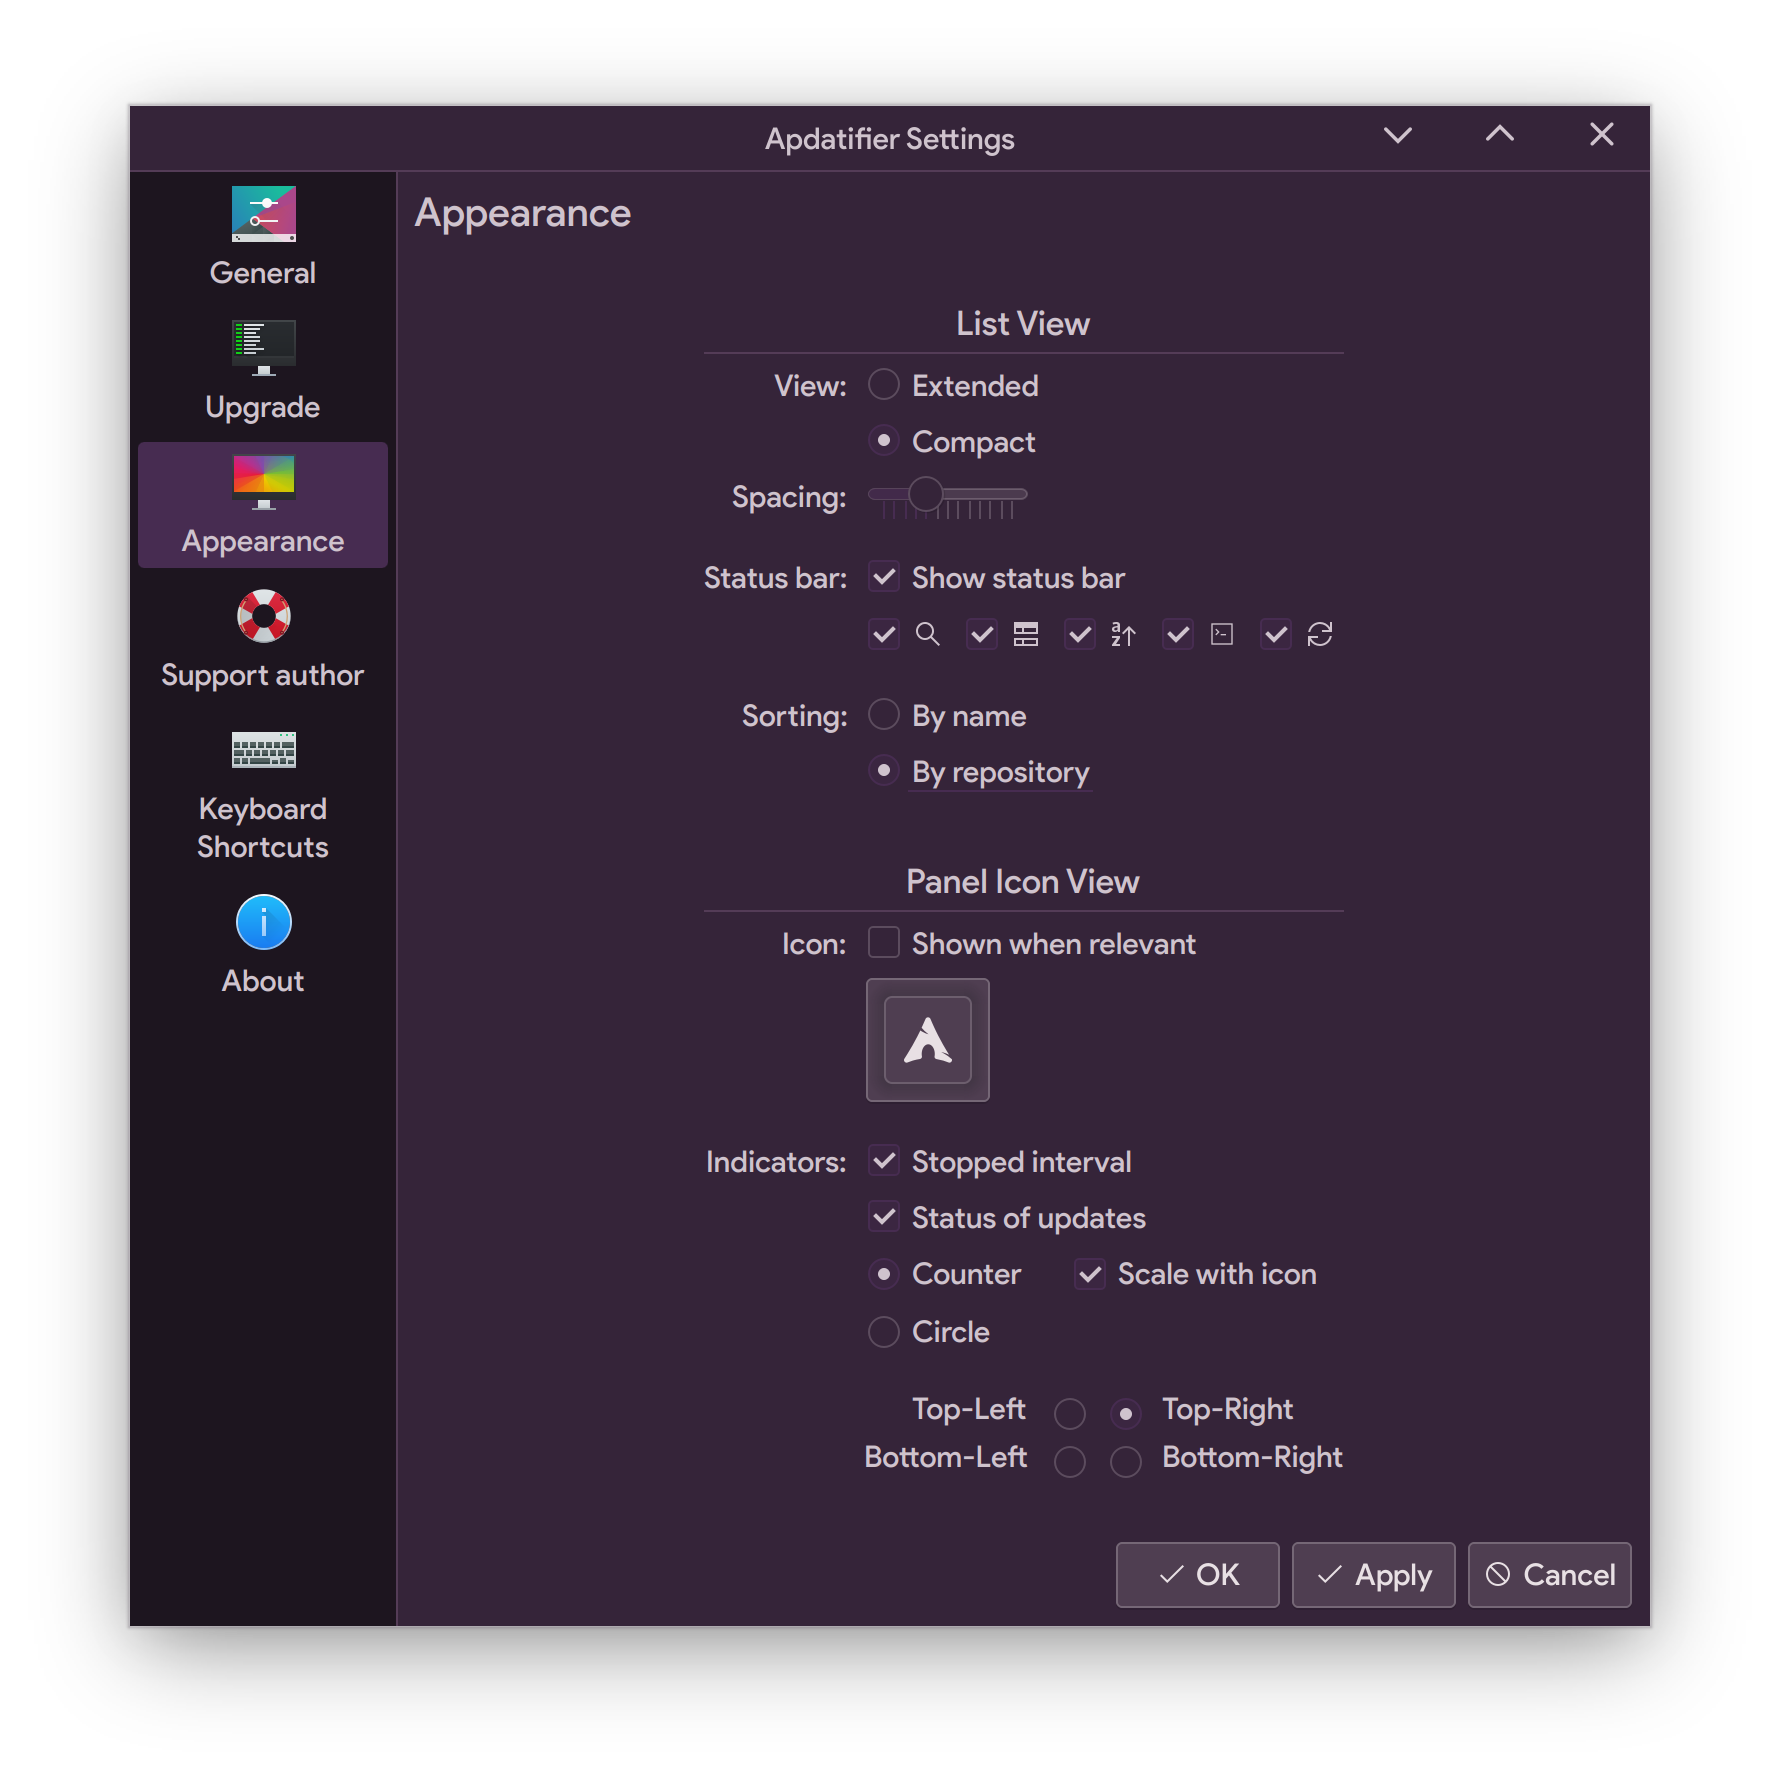 Apdatifier Settings
General
Upgrade
Appearance
Support author
Keyboard
Shortcuts
About
Appearance
List View
View: Extended
Compact
Spacing:
Status bar: Show status bar
Sorting: By name
By repository
Panel Icon View
Icon: Shown when relevant
Indicators: Stopped interval
Status of updates
Counter Scale with icon
Circle
Top-Left Top-Right
Bottom-Left Bottom-Right
OK Apply Cancel